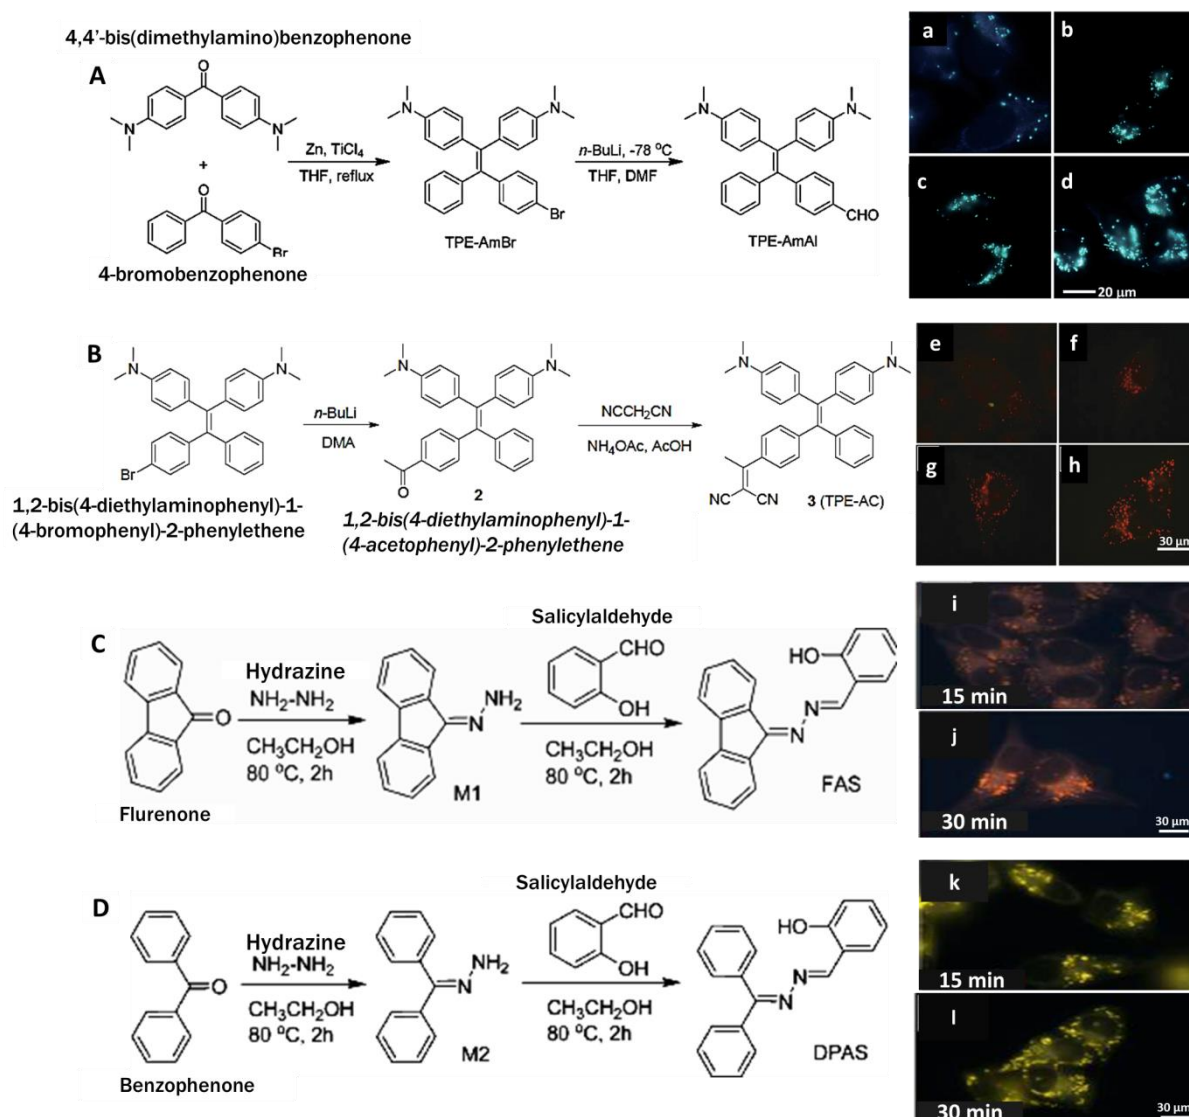 4,4'-bis(dimethylamino)benzophenone
A
O
N
N
+
O
Br
4-bromobenzophenone
Zn, TiCl4
THF, reflux
N
N
Br
TPE-AmBr
n-BuLi, -78 °C
THF, DMF
N
N
CHO
TPE-AmAl
a
b
c
d
20 µm
B
N
N
Br
1,2-bis(4-diethylaminophenyl)-1-
(4-bromophenyl)-2-phenylethene
n-BuLi
DMA
N
N
O
2
1,2-bis(4-diethylaminophenyl)-1-
(4-acetophenyl)-2-phenylethene
NCCH2CN
NH4OAc, AcOH
N
N
NC
CN
3 (TPE-AC)
e
f
g
h
30 µm
C
O
Flurenone
Hydrazine
NH2-NH2
CH3CH2OH
80 °C, 2h
NH2
N
M1
Salicylaldehyde
CHO
OH
CH3CH2OH
80 °C, 2h
HO
N
N
FAS
i
15 min
j
30 min
30 µm
D
O
Benzophenone
Hydrazine
NH2-NH2
CH3CH2OH
80 °C, 2h
NH2
N
M2
Salicylaldehyde
CHO
OH
CH3CH2OH
80 °C, 2h
HO
N
N
DPAS
k
15 min
l
30 min
30 µm